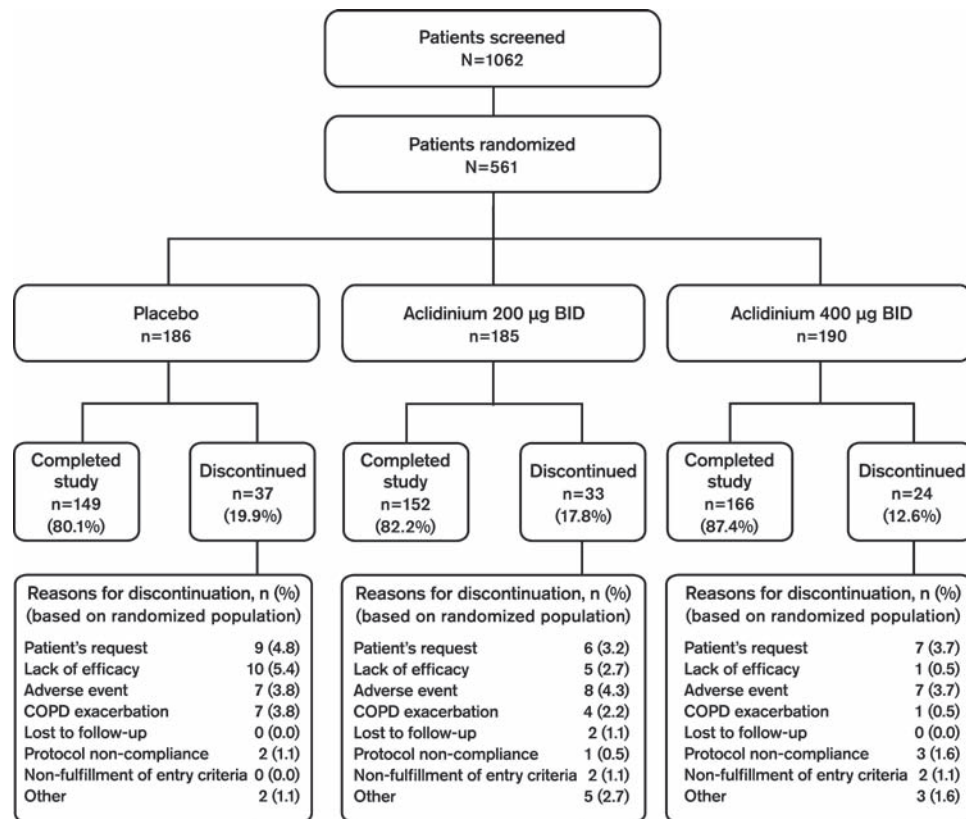 Patients screened
N=1062
Patients randomized
N=561
Placebo
n=186
Aclidinium 200 µg BID
n=185
Aclidinium 400 µg BID
n=190
Completed
study
n=149
(80.1%)
Discontinued
n=37
(19.9%)
Completed
study
n=152
(82.2%)
Discontinued
n=33
(17.8%)
Completed
study
n=166
(87.4%)
Discontinued
n=24
(12.6%)
Reasons for discontinuation, n (%)
(based on randomized population)
Patient's request 9 (4.8)
Lack of efficacy 10 (5.4)
Adverse event 7 (3.8)
COPD exacerbation 7 (3.8)
Lost to follow-up 0 (0.0)
Protocol non-compliance 2 (1.1)
Non-fulfillment of entry criteria 0 (0.0)
Other 2 (1.1)
Reasons for discontinuation, n (%)
(based on randomized population)
Patient's request 6 (3.2)
Lack of efficacy 5 (2.7)
Adverse event 8 (4.3)
COPD exacerbation 4 (2.2)
Lost to follow-up 2 (1.1)
Protocol non-compliance 1 (0.5)
Non-fulfillment of entry criteria 2 (1.1)
Other 5 (2.7)
Reasons for discontinuation, n (%)
(based on randomized population)
Patient's request 7 (3.7)
Lack of efficacy 1 (0.5)
Adverse event 7 (3.7)
COPD exacerbation 1 (0.5)
Lost to follow-up 0 (0.0)
Protocol non-compliance 3 (1.6)
Non-fulfillment of entry criteria 2 (1.1)
Other 3 (1.6)